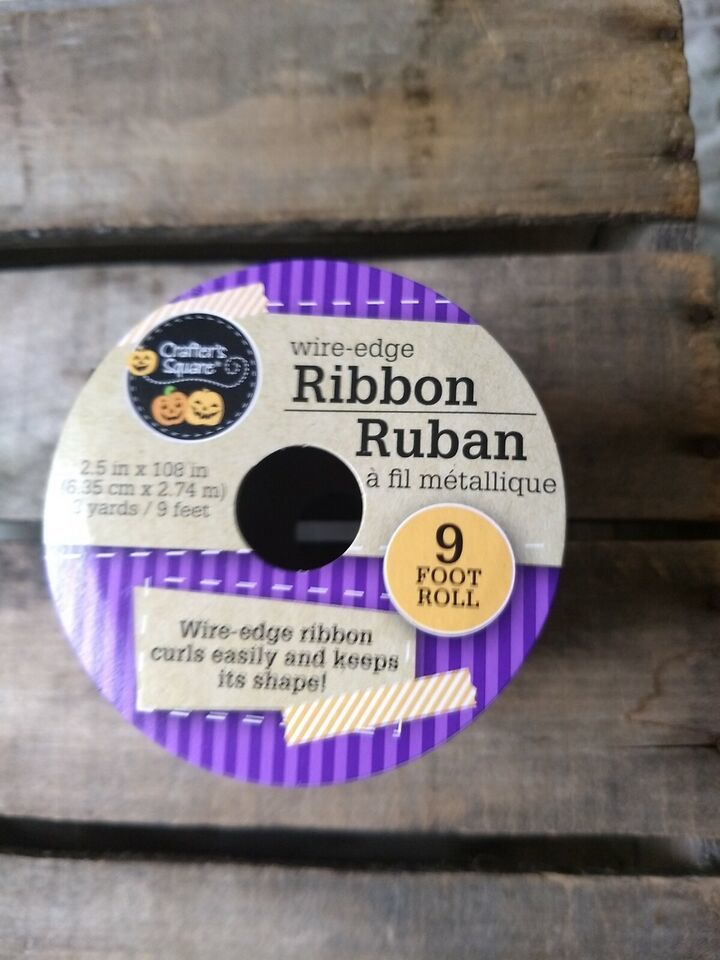 Crafter's
Square®
wire-edge
Ribbon
Ruban
à fil métallique
2.5 in x 108 in
(6.35 cm x 2.74 m)
3 yards / 9 feet
9
FOOT
ROLL
Wire-edge ribbon
curls easily and keeps
its shape!